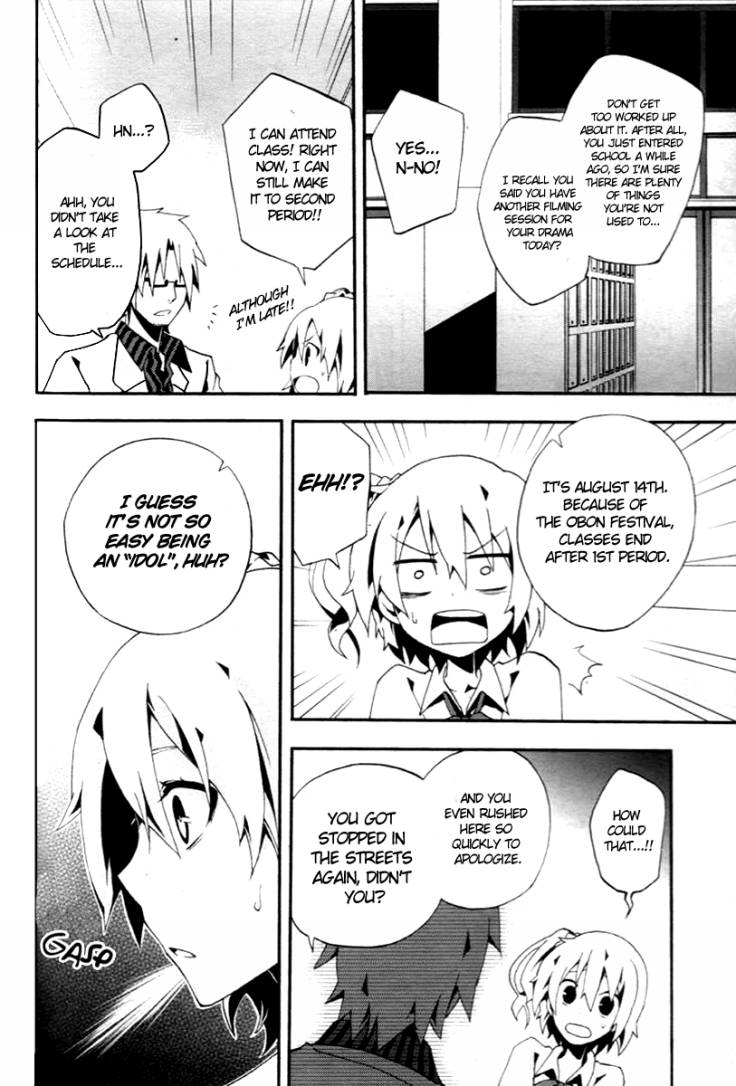 DON'T GET
TOO WORKED UP
ABOUT IT. AFTER ALL,
YOU JUST ENTERED
SCHOOL A WHILE
AGO, SO I'M SURE
THERE ARE PLENTY
OF THINGS
YOU'RE NOT
USED TO...
I RECALL YOU
SAID YOU HAVE
ANOTHER FILMING
SESSION FOR
YOUR DRAMA
TODAY?
YES...
N-NO!
I CAN ATTEND
CLASS! RIGHT
NOW, I CAN
STILL MAKE
IT TO SECOND
PERIOD!!
ALTHOUGH
I'M LATE!!
HN...?
AHH, YOU
DIDN'T TAKE
A LOOK AT
THE
SCHEDULE...
IT'S AUGUST 14TH.
BECAUSE OF
THE OBON FESTIVAL,
CLASSES END
AFTER 1ST PERIOD.
EHH!?
HOW
COULD
THAT...!!
AND YOU
EVEN RUSHED
HERE SO
QUICKLY TO
APOLOGIZE.
YOU GOT
STOPPED IN
THE STREETS
AGAIN, DIDN'T
YOU?
I GUESS
IT'S NOT SO
EASY BEING
AN "IDOL", HUH?
GASP